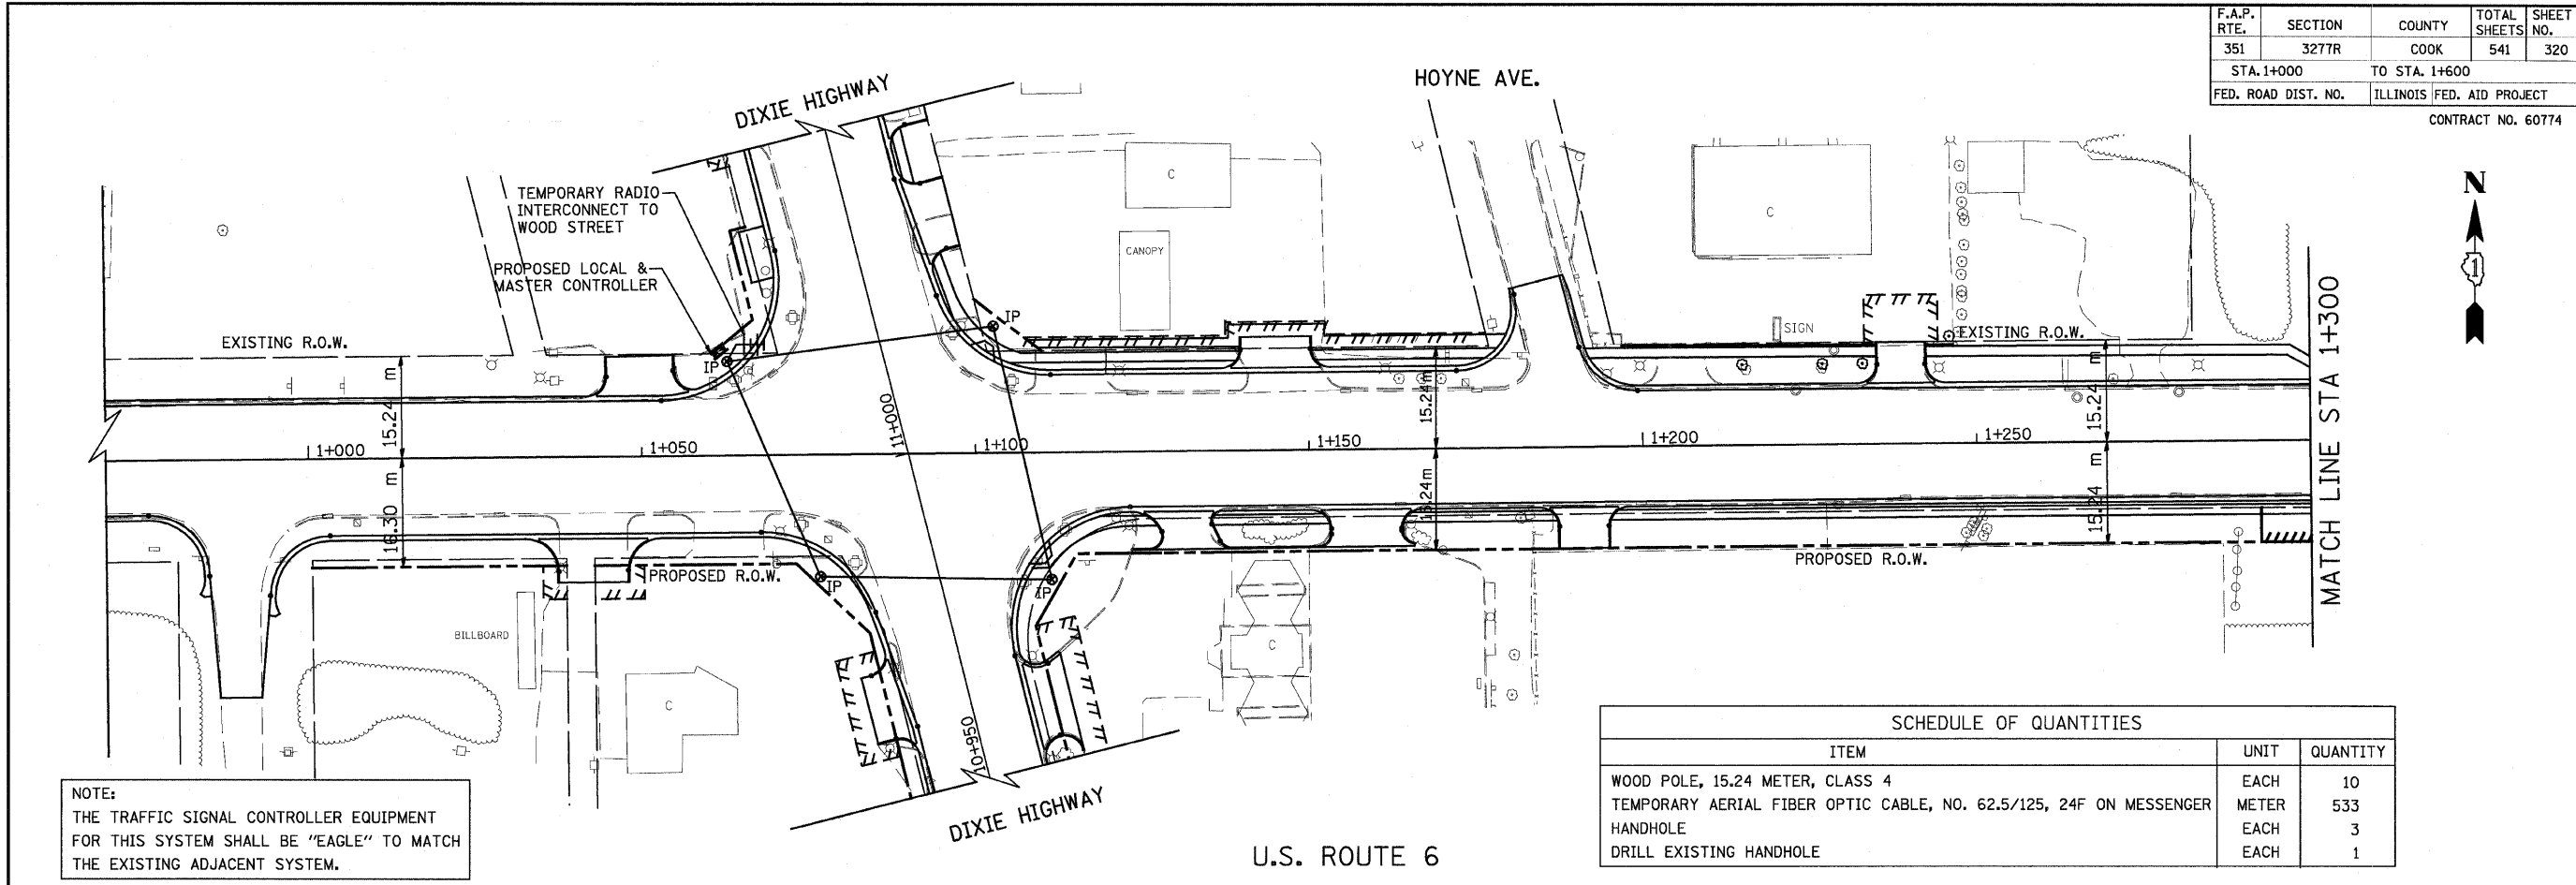 F.A.P. RTE. SECTION COUNTY TOTAL SHEETS SHEET NO.
351 3277R COOK 541 320
STA. 1+000 TO STA. 1+600
FED. ROAD DIST. NO. ILLINOIS FED. AID PROJECT
CONTRACT NO. 60774
DIXIE HIGHWAY
HOYNE AVE.
N
1
TEMPORARY RADIO
INTERCONNECT TO
WOOD STREET
PROPOSED LOCAL &
MASTER CONTROLLER
C
CANOPY
C
SIGN
EXISTING R.O.W.
IP
IP
EXISTING R.O.W.
MATCH LINE STA 1+300
15.24 m
15.24m
15.24 m
11+000
1+000
1+050
1+100
1+150
1+200
1+250
16.30 m
15.24m
15.24 m
PROPOSED R.O.W.
IP
IP
PROPOSED R.O.W.
BILLBOARD
C
C
10+950
DIXIE HIGHWAY
NOTE:
THE TRAFFIC SIGNAL CONTROLLER EQUIPMENT
FOR THIS SYSTEM SHALL BE "EAGLE" TO MATCH
THE EXISTING ADJACENT SYSTEM.
U.S. ROUTE 6
SCHEDULE OF QUANTITIES
ITEM UNIT QUANTITY
WOOD POLE, 15.24 METER, CLASS 4 EACH 10
TEMPORARY AERIAL FIBER OPTIC CABLE, NO. 62.5/125, 24F ON MESSENGER METER 533
HANDHOLE EACH 3
DRILL EXISTING HANDHOLE EACH 1